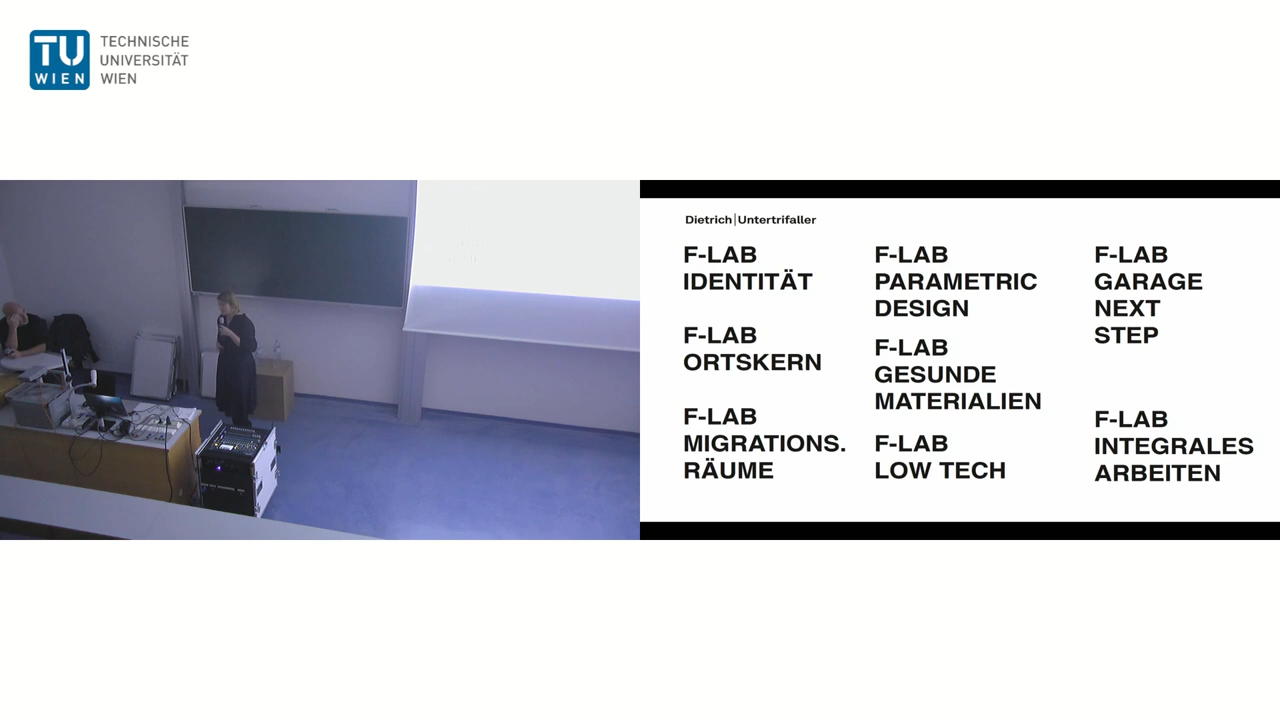 TU
WIEN
TECHNISCHE
UNIVERSITÄT
WIEN
Dietrich|Untertrifaller
F-LAB
IDENTITÄT
F-LAB
ORTSKERN
F-LAB
MIGRATIONS.
RÄUME
F-LAB
PARAMETRIC
DESIGN
F-LAB
GESUNDE
MATERIALIEN
F-LAB
LOW TECH
F-LAB
GARAGE
NEXT
STEP
F-LAB
INTEGRALES
ARBEITEN